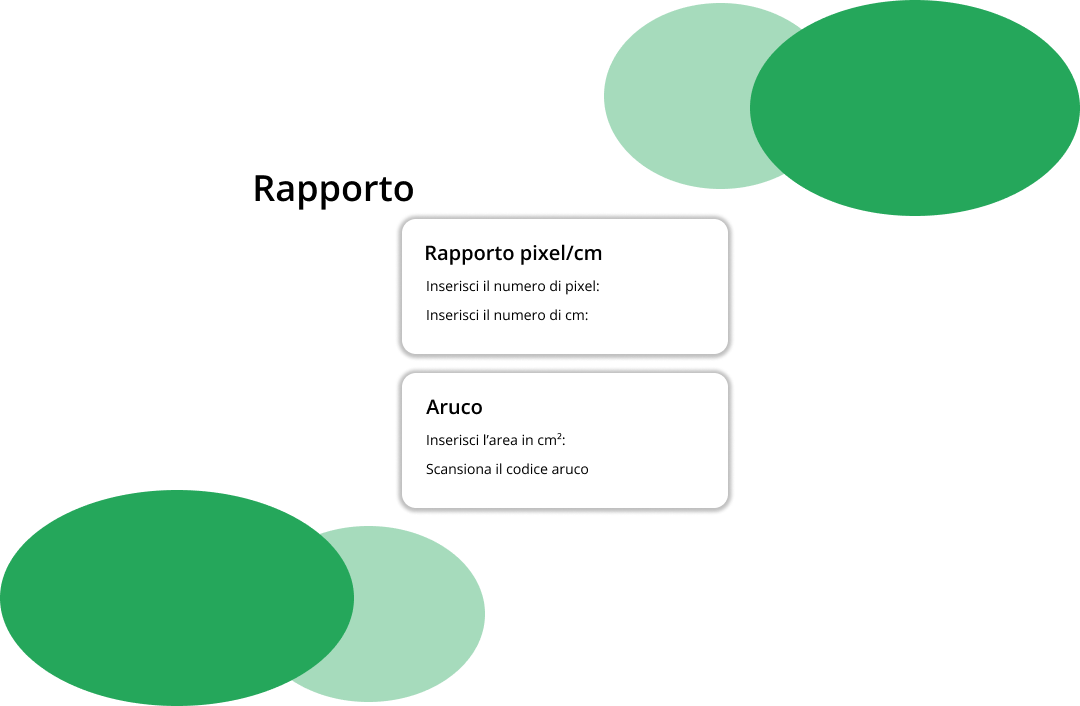 Rapporto
Rapporto pixel/cm
Inserisci il numero di pixel:
Inserisci il numero di cm:
Aruco
Inserisci l’area in cm²:
Scansiona il codice aruco